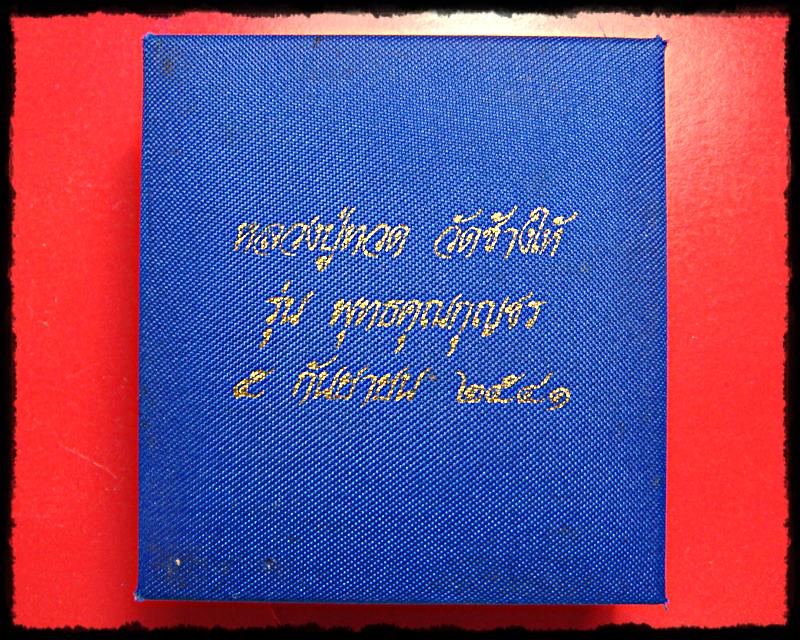 หลวงปู่ทวด วัดช้างให้
รุ่น พุทธคุณกุญชร
๕ กันยายน ๒๕๔๑